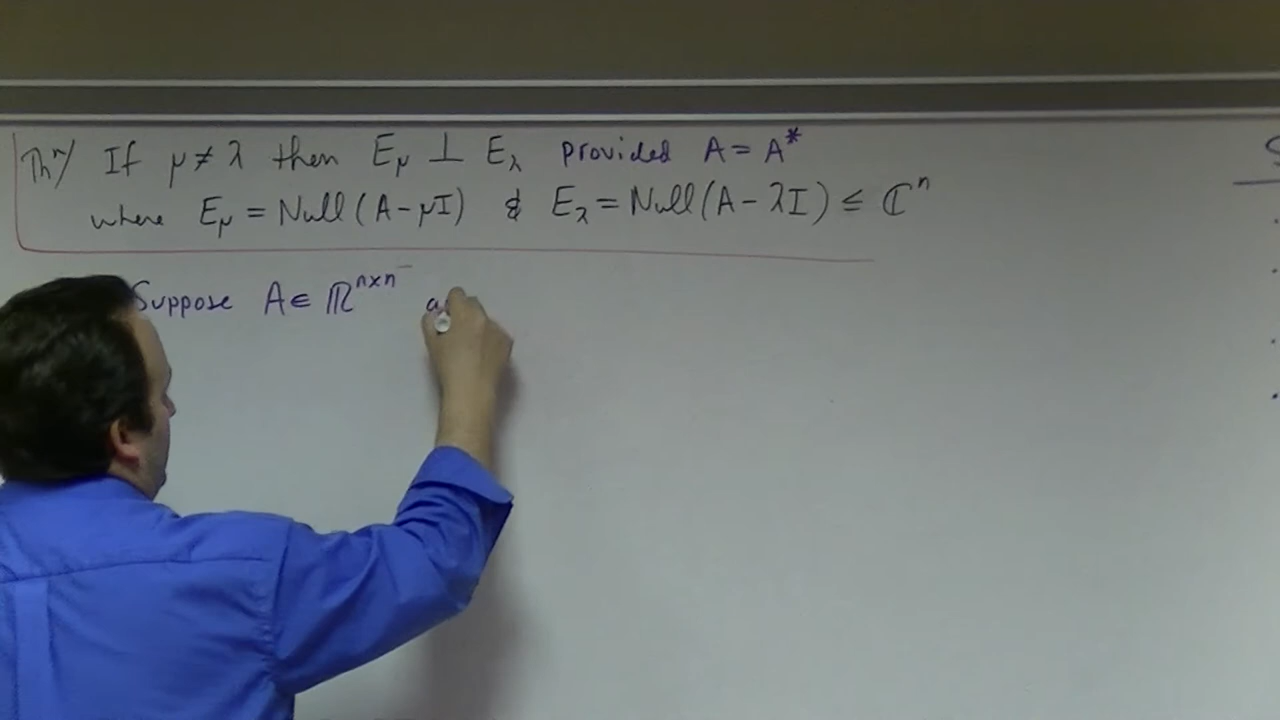 Thm/ If μ ≠ λ then E_μ ⊥ E_λ provided A = A*
where E_μ = Null(A - μI) & E_λ = Null(A - λI) ≤ ℂⁿ
Suppose A ∈ ℝ^{n×n}